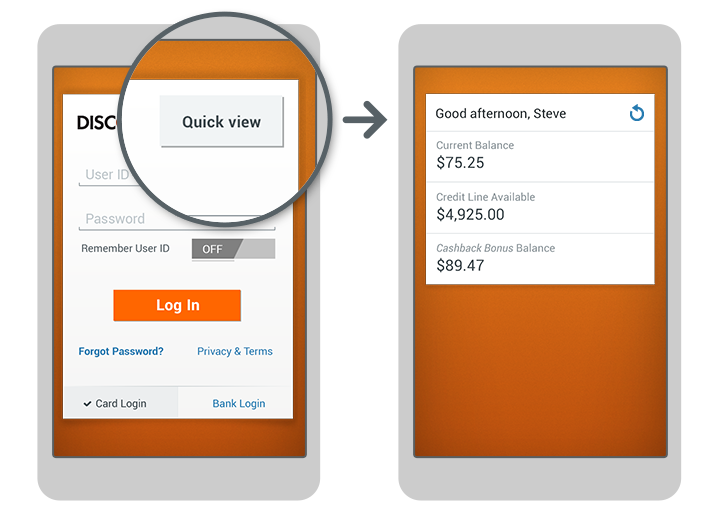 DISC
Quick view
User ID
Password
Remember User ID
OFF
Log In
Forgot Password?
Privacy & Terms
✓ Card Login
Bank Login
Good afternoon, Steve
Current Balance
$75.25
Credit Line Available
$4,925.00
Cashback Bonus Balance
$89.47